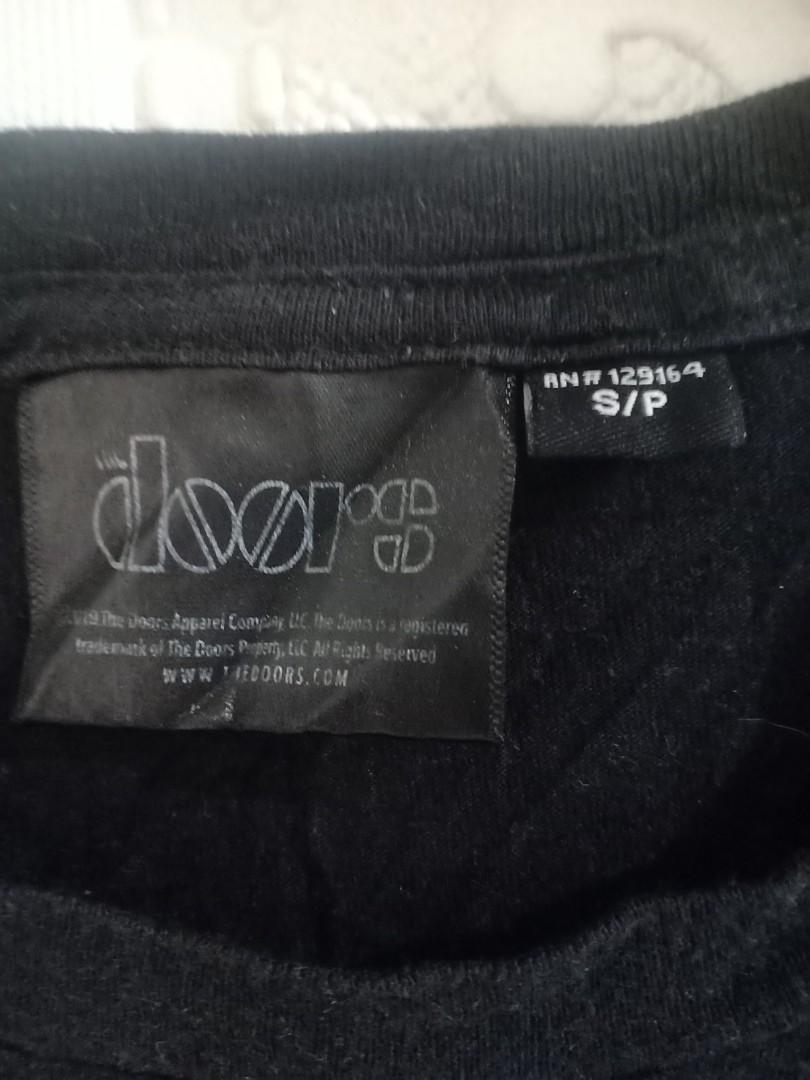 RN# 129164
S/P
the
doors
The Doors Apparel Company, LLC. The Doors is a registered
trademark of The Doors Property, LLC All Rights Reserved
WWW.THEDOORS.COM